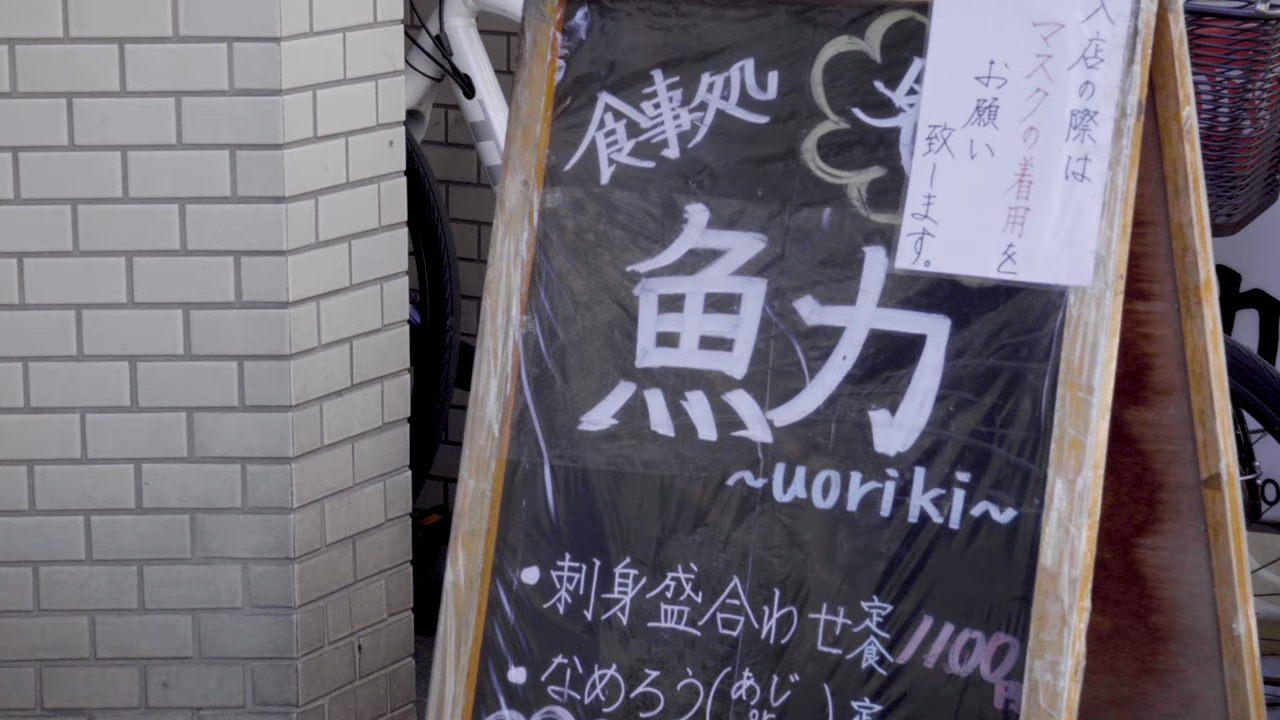 食事処
魚力
~uoriki~
入店の際は
マスクの着用を
お願い
致します。
•刺身盛合わせ定食 1100円
•なめろう(あじ